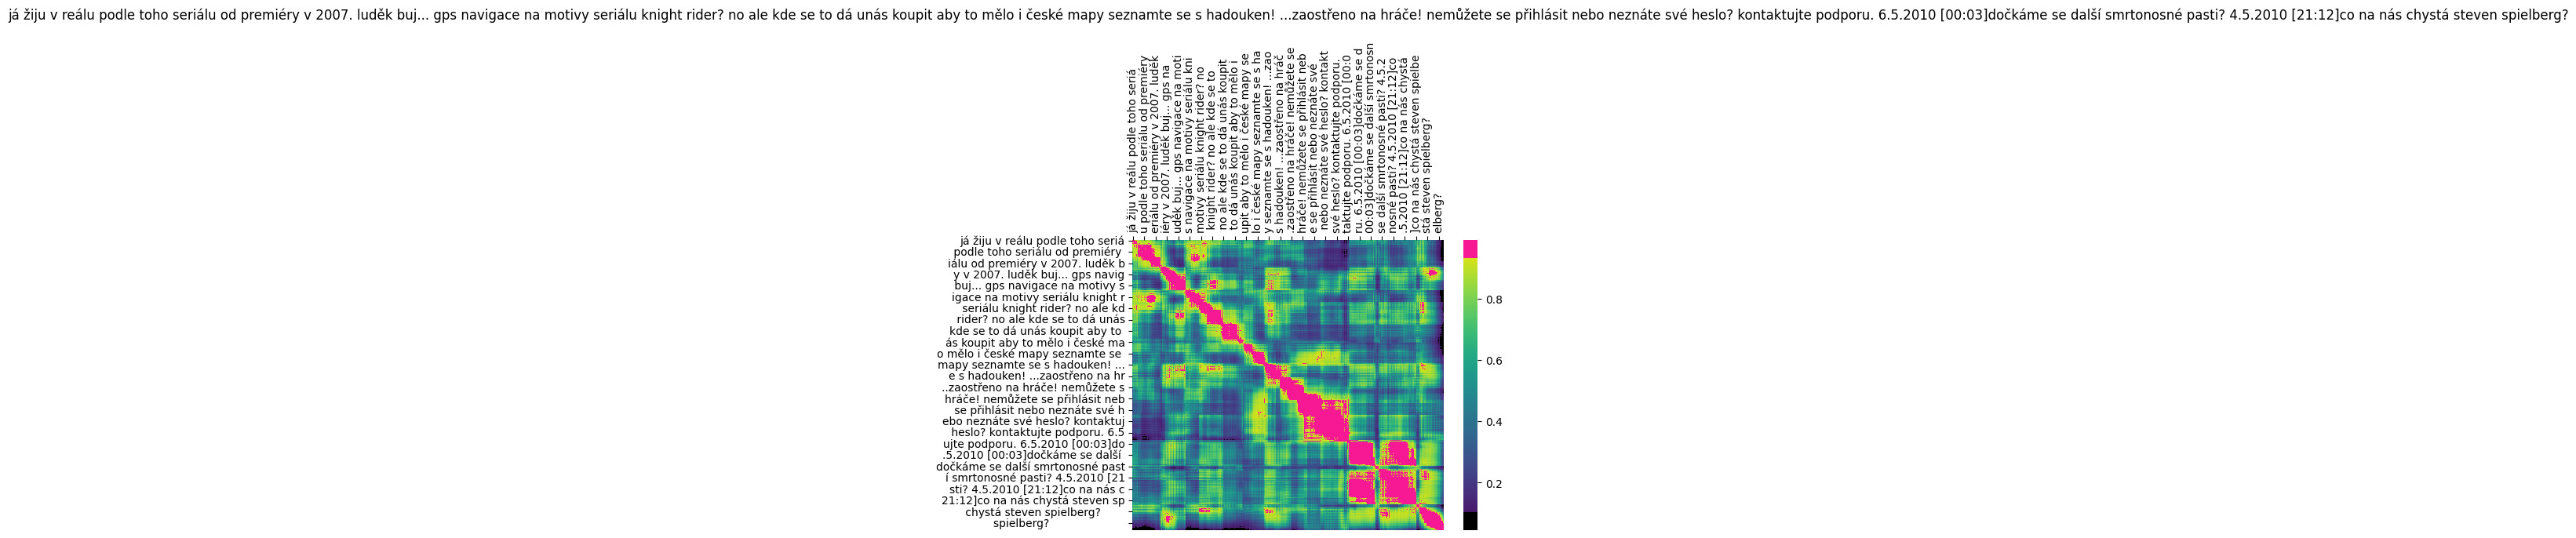 já žiju v reálu podle toho seriálu od premiéry v 2007. luděk buj... gps navigace na motivy seriálu knight rider? no ale kde se to dá unás koupit aby to mělo i české mapy seznamte se s hadouken! ...zaostřeno na hráče! nemůžete se přihlásit nebo neznáte své heslo? kontaktujte podporu. 6.5.2010 [00:03]dočkáme se další smrtonosné pasti? 4.5.2010 [21:12]co na nás chystá steven spielberg?
já žiju v reálu podle toho seriá
u podle toho seriálu od premiéry
eriálu od premiéry v 2007. luděk
iéry v 2007. luděk buj... gps na
uděk buj... gps navigace na moti
s navigace na motivy seriálu kni
motivy seriálu knight rider? no
knight rider? no ale kde se to
no ale kde se to dá unás koupit
to dá unás koupit aby to mělo i
upit aby to mělo i české mapy se
lo i české mapy seznamte se s ha
y seznamte se s hadouken! ...zao
s hadouken! ...zaostřeno na hráč
.zaostřeno na hráče! nemůžete se
hráče! nemůžete se přihlásit neb
e se přihlásit nebo neznáte své
nebo neznáte své heslo? kontakt
své heslo? kontaktujte podporu.
taktujte podporu. 6.5.2010 [00:0
ru. 6.5.2010 [00:03]dočkáme se d
00:03]dočkáme se další smrtonosn
se další smrtonosné pasti? 4.5.2
nosné pasti? 4.5.2010 [21:12]co
.5.2010 [21:12]co na nás chystá
]co na nás chystá steven spielbe
stá steven spielberg?
elberg?
já žiju v reálu podle toho seriá
podle toho seriálu od premiéry
iálu od premiéry v 2007. luděk b
y v 2007. luděk buj... gps navig
buj... gps navigace na motivy s
igace na motivy seriálu knight r
seriálu knight rider? no ale kd
rider? no ale kde se to dá unás
kde se to dá unás koupit aby to
ás koupit aby to mělo i české ma
o mělo i české mapy seznamte se
mapy seznamte se s hadouken! ...
e s hadouken! ...zaostřeno na hr
..zaostřeno na hráče! nemůžete s
hráče! nemůžete se přihlásit neb
se přihlásit nebo neznáte své h
ebo neznáte své heslo? kontaktuj
heslo? kontaktujte podporu. 6.5
ujte podporu. 6.5.2010 [00:03]do
.5.2010 [00:03]dočkáme se další
dočkáme se další smrtonosné past
í smrtonosné pasti? 4.5.2010 [21
sti? 4.5.2010 [21:12]co na nás c
21:12]co na nás chystá steven sp
chystá steven spielberg?
spielberg?
0.8
0.6
0.4
0.2